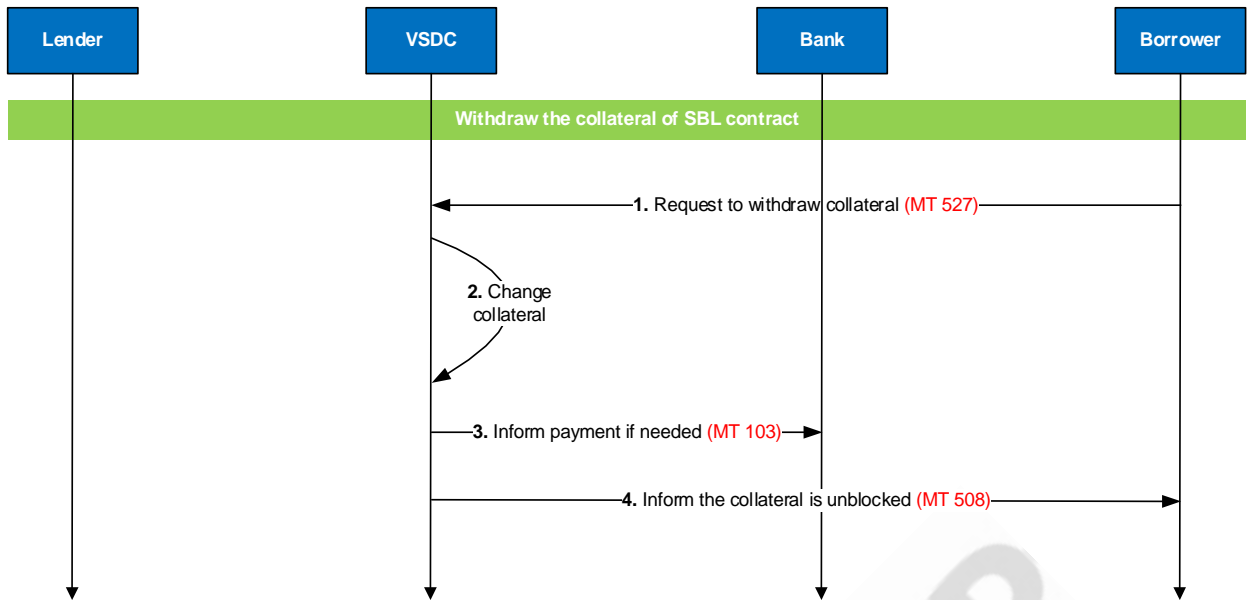 Lender
VSDC
Bank
Borrower
Withdraw the collateral of SBL contract
1. Request to withdraw collateral (MT 527)
2. Change
collateral
3. Inform payment if needed (MT 103)
4. Inform the collateral is unblocked (MT 508)